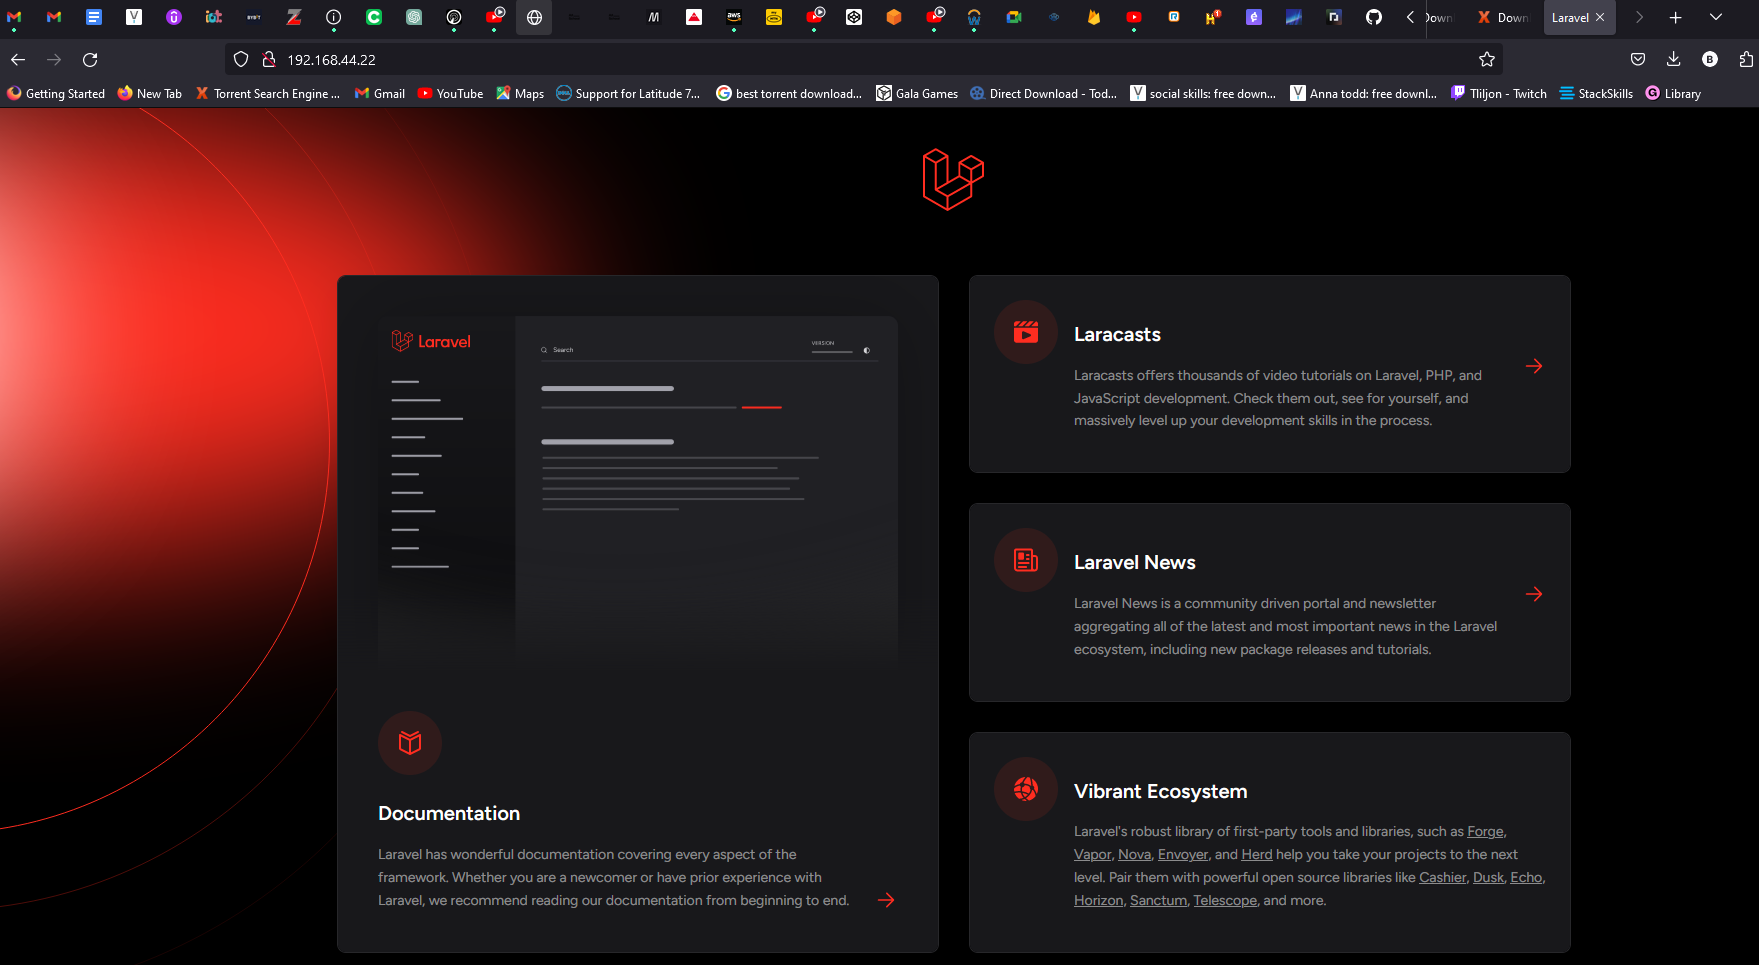 Down
Down
Laravel
192.168.44.22
Getting Started
New Tab
Torrent Search Engine ...
Gmail
YouTube
Maps
Support for Latitude 7...
best torrent download...
Gala Games
Direct Download - Tod...
social skills: free down...
Anna todd: free downl...
Tliljon - Twitch
StackSkills
Library
Laravel
Search
VERSION
Documentation
Laravel has wonderful documentation covering every aspect of the
framework. Whether you are a newcomer or have prior experience with
Laravel, we recommend reading our documentation from beginning to end.
Laracasts
Laracasts offers thousands of video tutorials on Laravel, PHP, and
JavaScript development. Check them out, see for yourself, and
massively level up your development skills in the process.
Laravel News
Laravel News is a community driven portal and newsletter
aggregating all of the latest and most important news in the Laravel
ecosystem, including new package releases and tutorials.
Vibrant Ecosystem
Laravel's robust library of first-party tools and libraries, such as Forge,
Vapor, Nova, Envoyer, and Herd help you take your projects to the next
level. Pair them with powerful open source libraries like Cashier, Dusk, Echo,
Horizon, Sanctum, Telescope, and more.